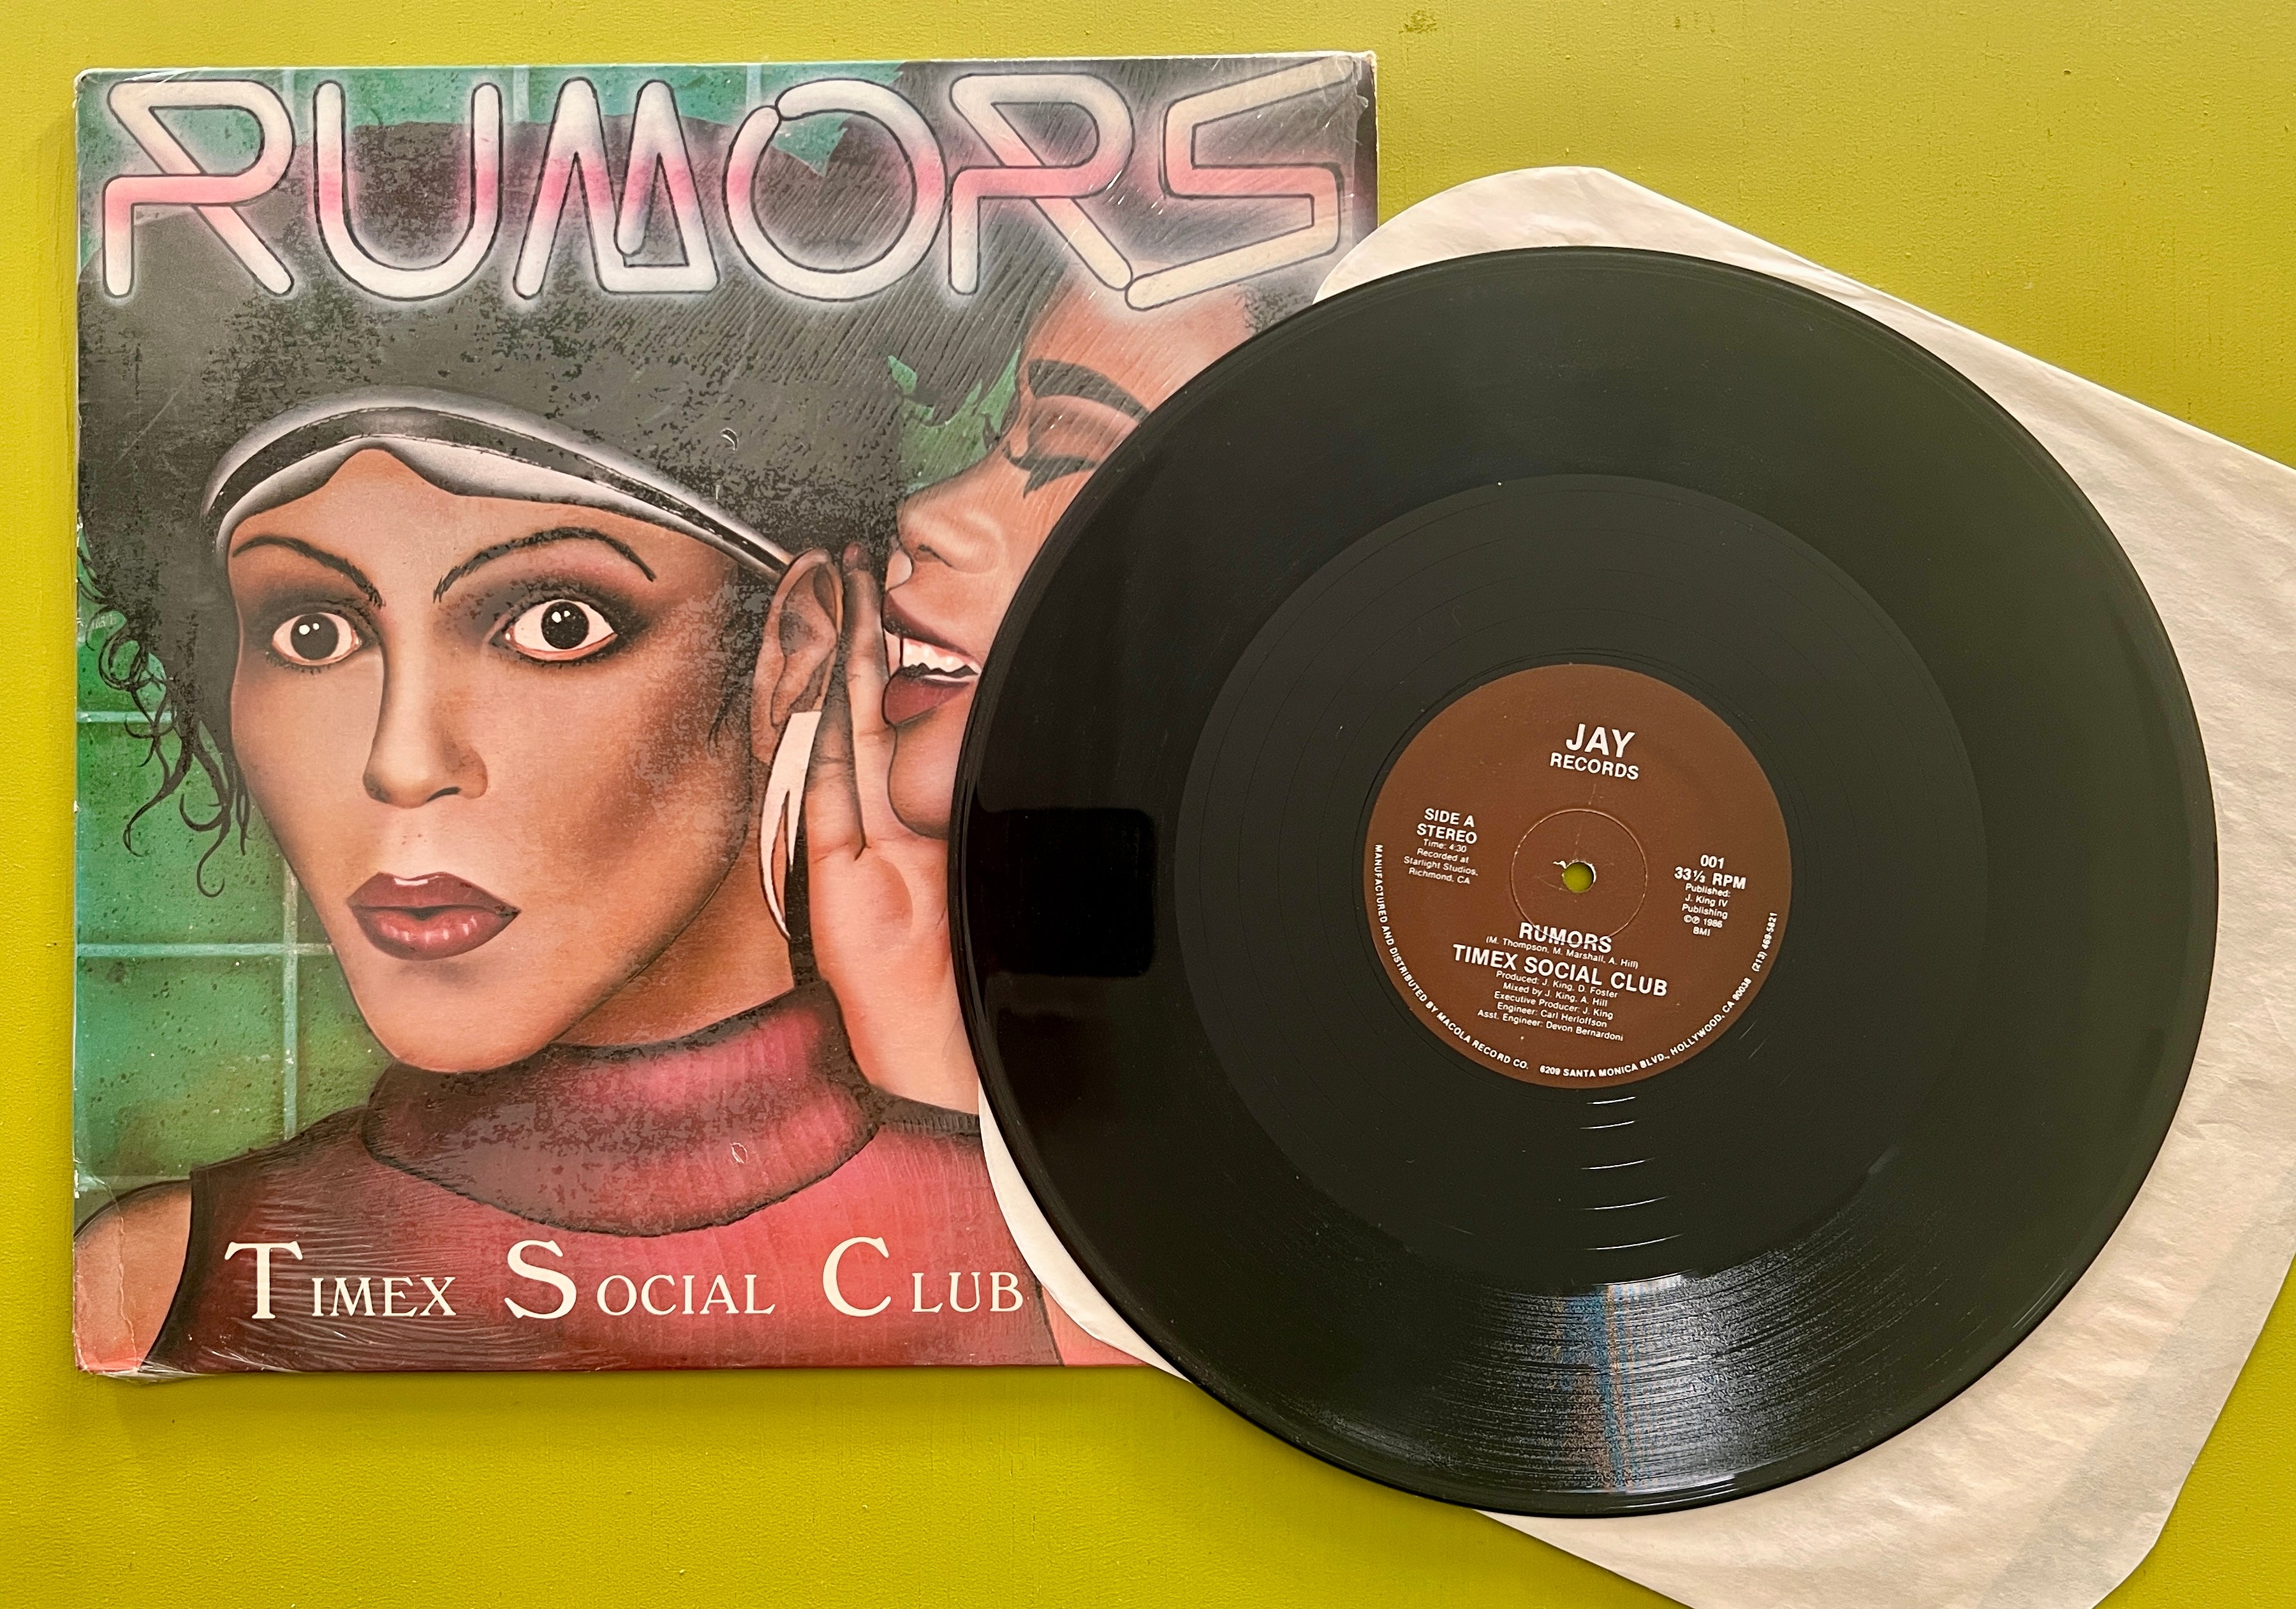 RUMORS
TIMEX SOCIAL CLUB
JAY
RECORDS
SIDE A
STEREO
Time: 4:30
Recorded at
Starlight Studios,
Richmond, CA
001
33⅓ RPM
Published:
J. King IV
Publishing
©℗ 1986
BMI
RUMORS
(M. Thompson, M. Marshall, A. Hill)
TIMEX SOCIAL CLUB
Produced: J. King, D. Foster
Mixed by J. King, A. Hill
Executive Producer: J. King
Engineer: Carl Herloffson
Asst. Engineer: Devon Bernardoni
MANUFACTURED AND DISTRIBUTED BY MACOLA RECORD CO. 6209 SANTA MONICA BLVD., HOLLYWOOD, CA 90038 (213) 469-5821